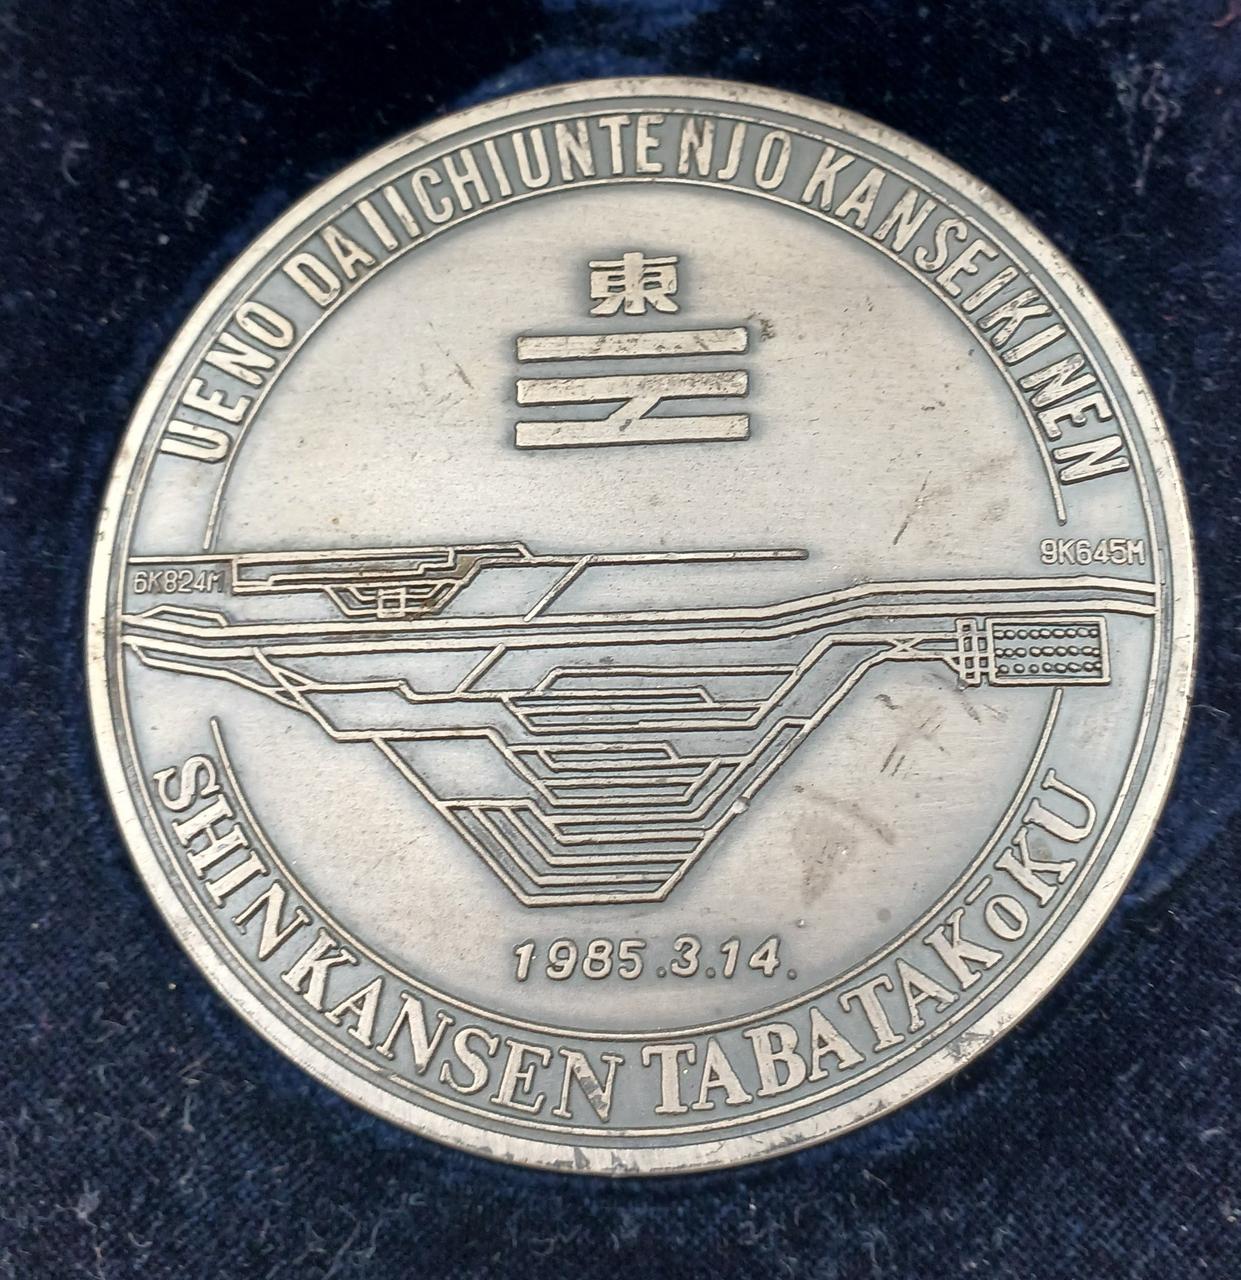 UENO DAIICHIUNTENJO KANSEIKINEN
東
6K824M
9K645M
1985.3.14.
SHINKANSEN TABATAKōKU